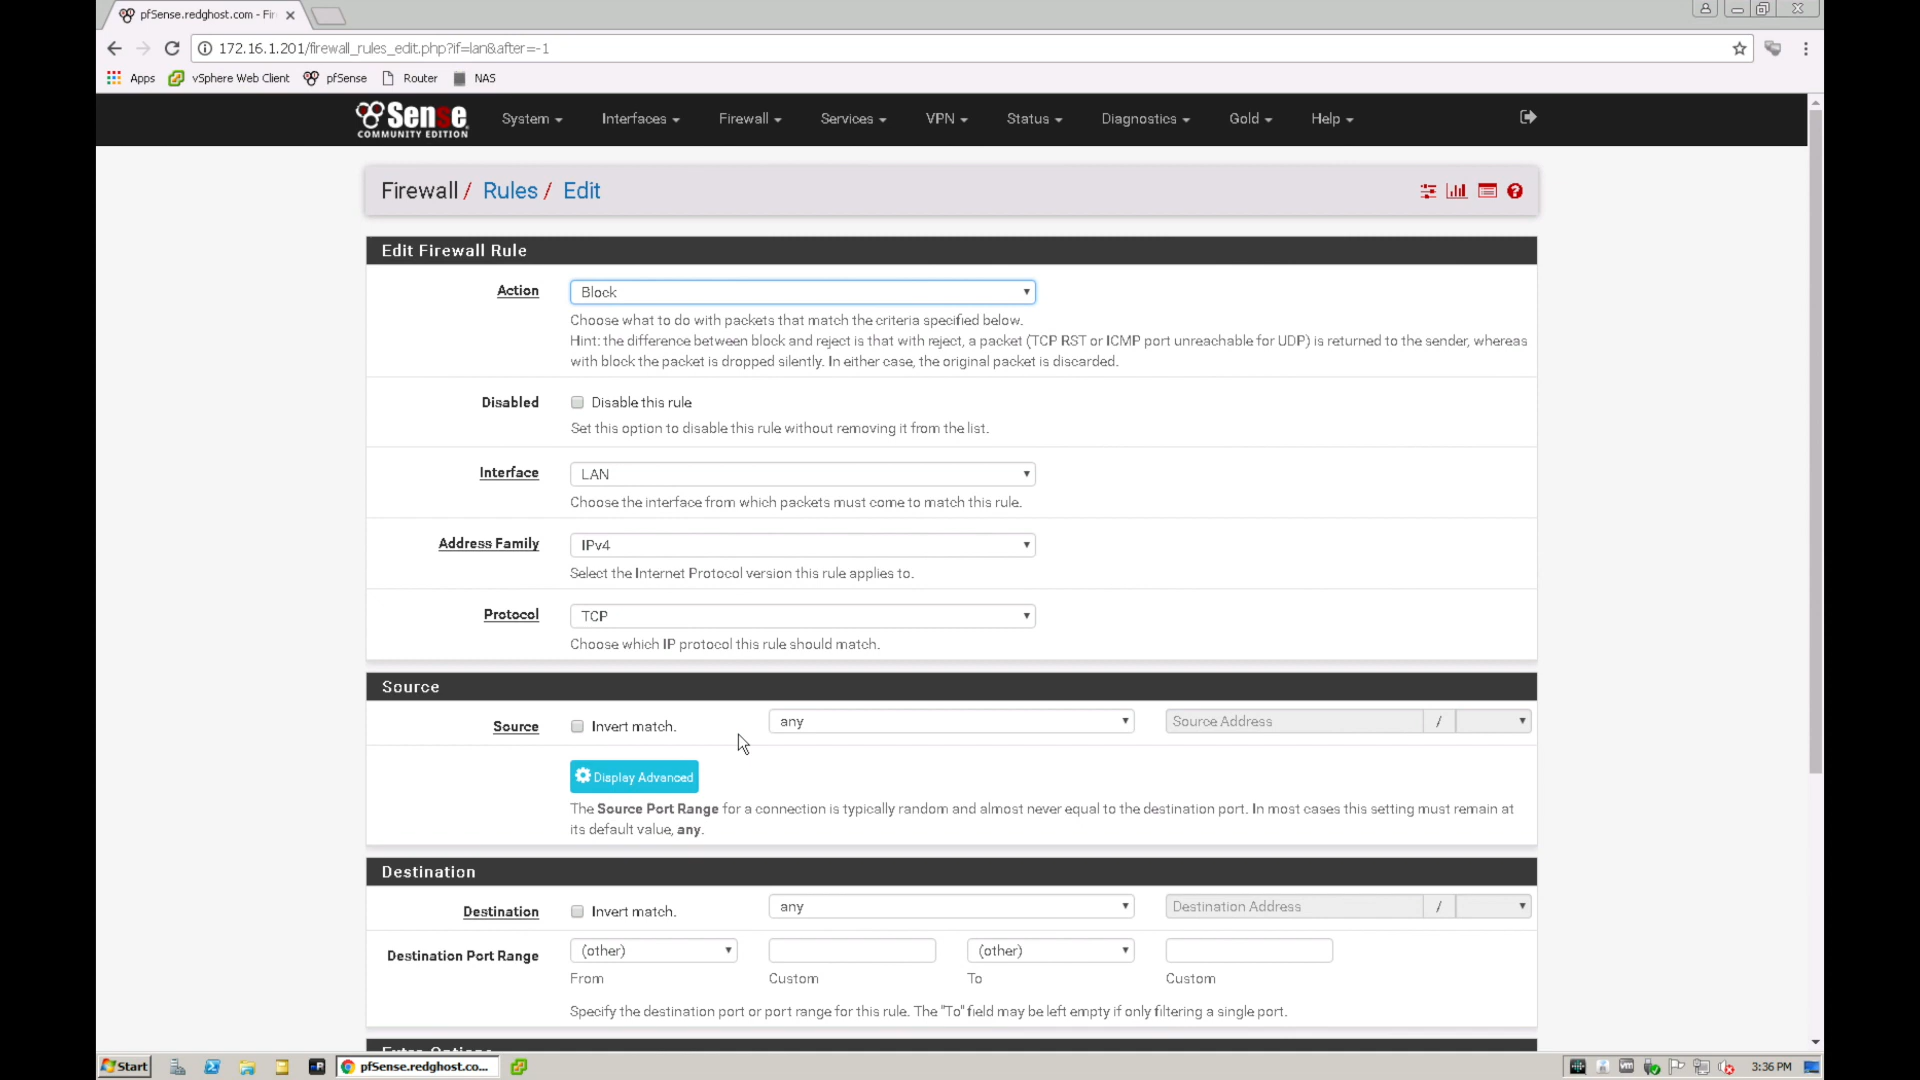 pfSense.redghost.com - Fir
172.16.1.201/firewall_rules_edit.php?if=lan&after=-1
Apps vSphere Web Client pfSense Router NAS
Sense
COMMUNITY EDITION
System Interfaces Firewall Services VPN Status Diagnostics Gold Help
Firewall / Rules / Edit
Edit Firewall Rule
Action Block
Choose what to do with packets that match the criteria specified below.
Hint: the difference between block and reject is that with reject, a packet (TCP RST or ICMP port unreachable for UDP) is returned to the sender, whereas
with block the packet is dropped silently. In either case, the original packet is discarded.
Disabled Disable this rule
Set this option to disable this rule without removing it from the list.
Interface LAN
Choose the interface from which packets must come to match this rule.
Address Family IPv4
Select the Internet Protocol version this rule applies to.
Protocol TCP
Choose which IP protocol this rule should match.
Source
Source Invert match. any Source Address /
Display Advanced
The Source Port Range for a connection is typically random and almost never equal to the destination port. In most cases this setting must remain at
its default value, any.
Destination
Destination Invert match. any Destination Address /
Destination Port Range (other) (other)
From Custom To Custom
Specify the destination port or port range for this rule. The "To" field may be left empty if only filtering a single port.
Extra Options
Start pfSense.redghost.co... 3:36 PM